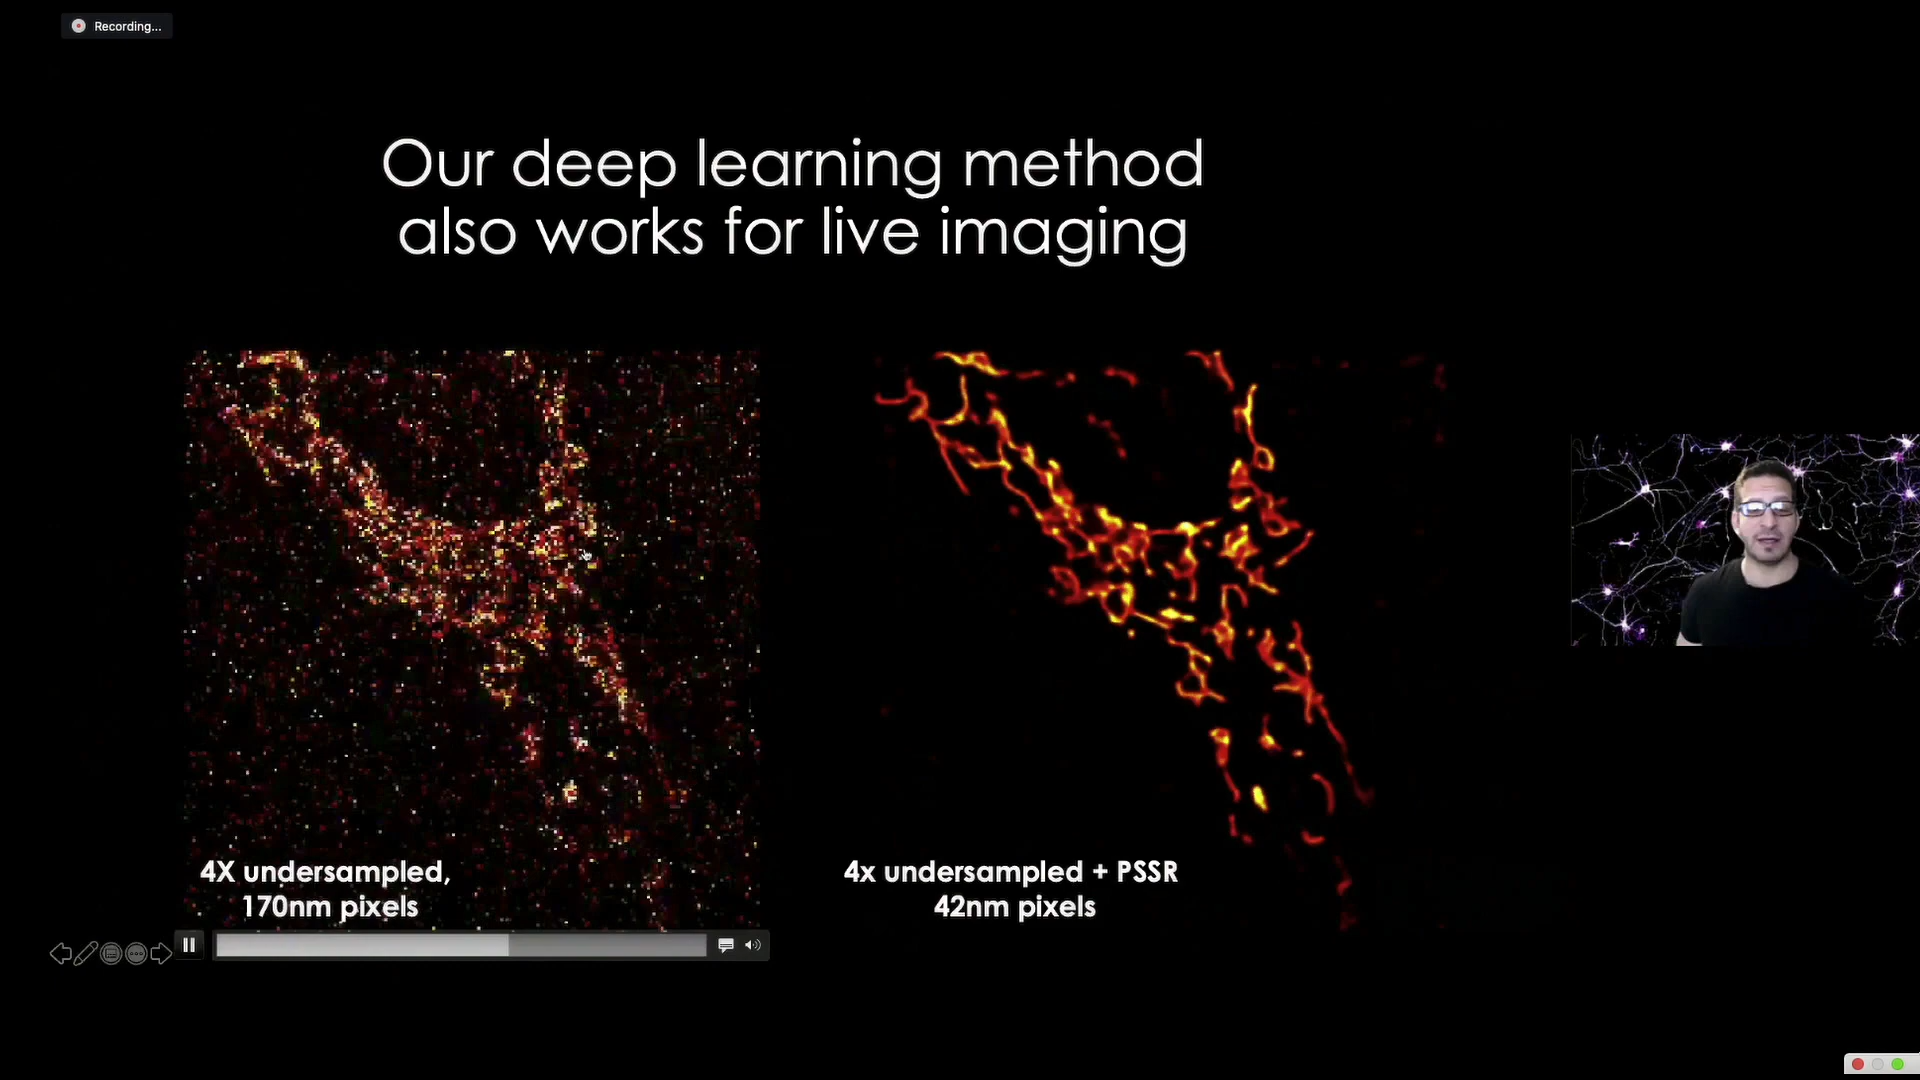 Recording...
Our deep learning method
also works for live imaging
4X undersampled,
170nm pixels
4x undersampled + PSSR
42nm pixels